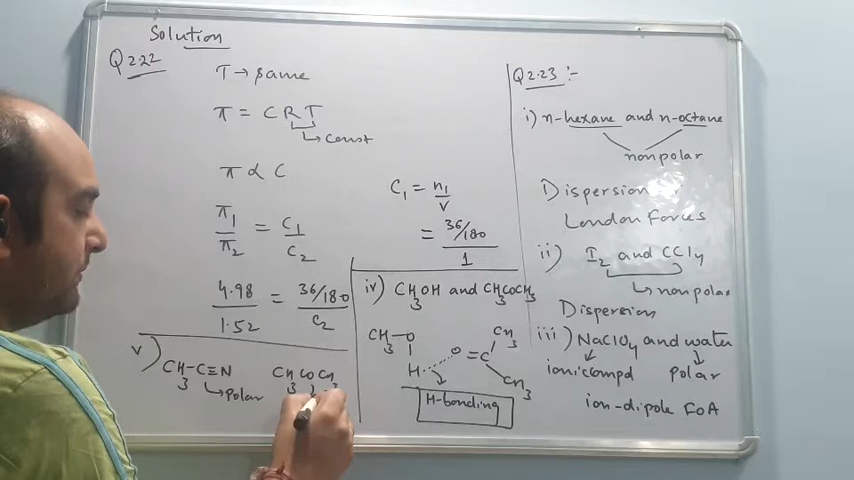 Solution
Q 2.22
T → same
π = CRT
↳ const
π ∝ C
π₁/π₂ = C₁/C₂
4.98/1.52 = 36/180/C₂
C₁ = n₁/V
= 36/180/1
v) CH₃-C≡N CH₃COCH₃
↳ polar
iv) CH₃OH and CH₃COCH₃
CH₃-O
H
O=C
CH₃
CH₃
H-bonding
Q 2.23 :-
i) n-hexane and n-octane
nonpolar
Dispersion
London Forces
ii) I₂ and CCl₄
↳ nonpolar
Dispersion
iii) NaClO₄ and water
ionic compd polar
ion-dipole FoA